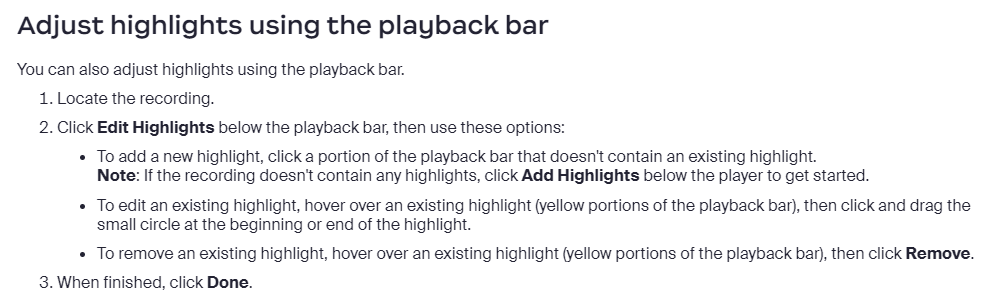 Adjust highlights using the playback bar
You can also adjust highlights using the playback bar.
1. Locate the recording.
2. Click Edit Highlights below the playback bar, then use these options:
• To add a new highlight, click a portion of the playback bar that doesn't contain an existing highlight.
Note: If the recording doesn't contain any highlights, click Add Highlights below the player to get started.
• To edit an existing highlight, hover over an existing highlight (yellow portions of the playback bar), then click and drag the
small circle at the beginning or end of the highlight.
• To remove an existing highlight, hover over an existing highlight (yellow portions of the playback bar), then click Remove.
3. When finished, click Done.